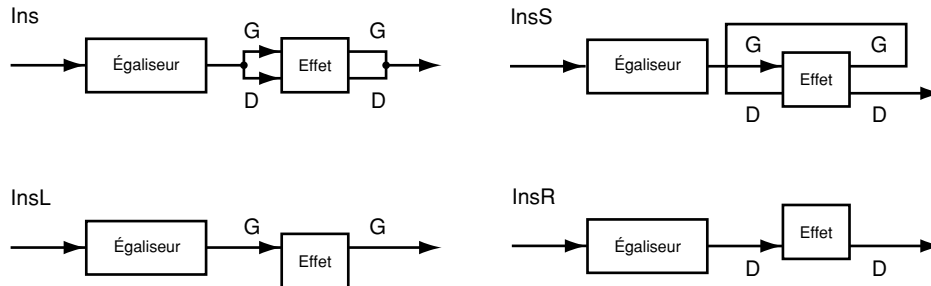 Ins
G
Égaliseur
Effet
D
G
D
InsS
G
G
Égaliseur
Effet
D
D
InsL
G
G
Égaliseur
Effet
InsR
Égaliseur
Effet
D
D